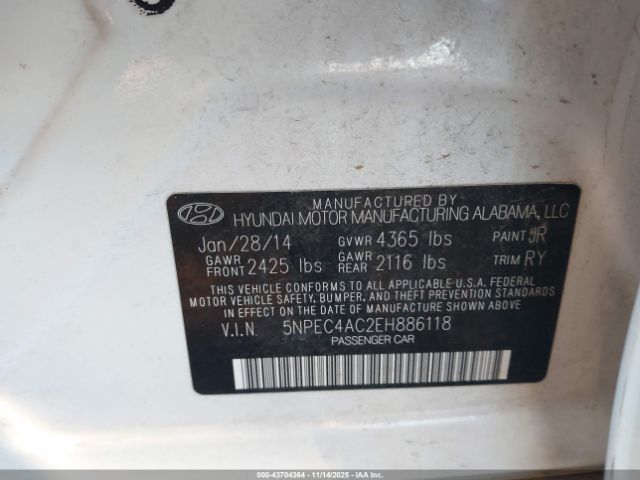 MANUFACTURED BY
HYUNDAI MOTOR MANUFACTURING ALABAMA, LLC
Jan/28/14 GVWR 4365 lbs PAINT JR
GAWR FRONT 2425 lbs GAWR REAR 2116 lbs TRIM RY
THIS VEHICLE CONFORMS TO ALL APPLICABLE U.S.A. FEDERAL
MOTOR VEHICLE SAFETY, BUMPER, AND THEFT PREVENTION STANDARDS
IN EFFECT ON THE DATE OF MANUFACTURE SHOWN ABOVE.
V.I.N 5NPEC4AC2EH886118
PASSENGER CAR
000-43704364 - 11/14/2025 - IAA Inc.